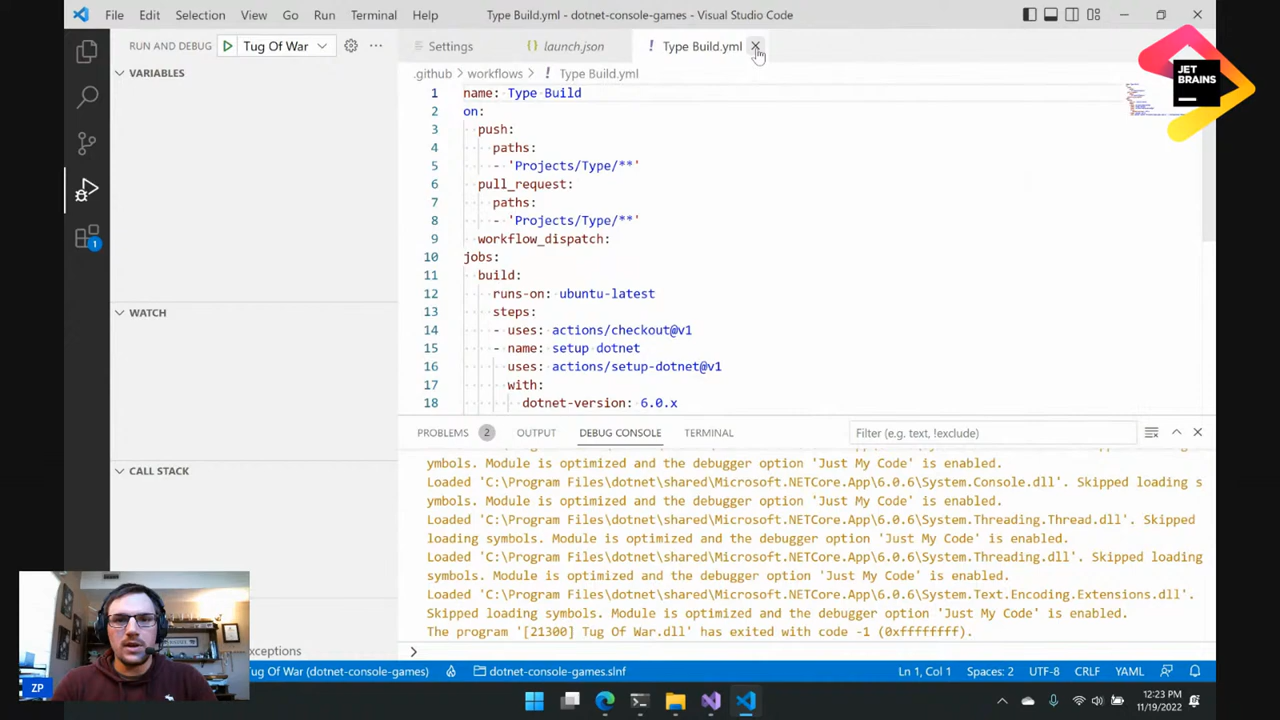 File Edit Selection View Go Run Terminal Help Type Build.yml - dotnet-console-games - Visual Studio Code
RUN AND DEBUG Tug Of War
Settings launch.json ! Type Build.yml
JET
BRAINS
.github > workflows > ! Type Build.yml
VARIABLES
WATCH
CALL STACK
1 name: Type Build
2 on:
3 push:
4 paths:
5 - 'Projects/Type/**'
6 pull_request:
7 paths:
8 - 'Projects/Type/**'
9 workflow_dispatch:
10 jobs:
11 build:
12 runs-on: ubuntu-latest
13 steps:
14 - uses: actions/checkout@v1
15 - name: setup dotnet
16 uses: actions/setup-dotnet@v1
17 with:
18 dotnet-version: 6.0.x
PROBLEMS 2 OUTPUT DEBUG CONSOLE TERMINAL Filter (e.g. text, !exclude)
ymbols. Module is optimized and the debugger option 'Just My Code' is enabled.
Loaded 'C:\Program Files\dotnet\shared\Microsoft.NETCore.App\6.0.6\System.Console.dll'. Skipped loading s
ymbols. Module is optimized and the debugger option 'Just My Code' is enabled.
Loaded 'C:\Program Files\dotnet\shared\Microsoft.NETCore.App\6.0.6\System.Threading.Thread.dll'. Skipped
loading symbols. Module is optimized and the debugger option 'Just My Code' is enabled.
Loaded 'C:\Program Files\dotnet\shared\Microsoft.NETCore.App\6.0.6\System.Threading.dll'. Skipped loading
symbols. Module is optimized and the debugger option 'Just My Code' is enabled.
Loaded 'C:\Program Files\dotnet\shared\Microsoft.NETCore.App\6.0.6\System.Text.Encoding.Extensions.dll'.
Skipped loading symbols. Module is optimized and the debugger option 'Just My Code' is enabled.
The program '[21300] Tug Of War.dll' has exited with code -1 (0xffffffff).
xceptions
>
1
ZP
Tug Of War (dotnet-console-games) dotnet-console-games.slnf Ln 1, Col 1 Spaces: 2 UTF-8 CRLF YAML
12:23 PM
11/19/2022